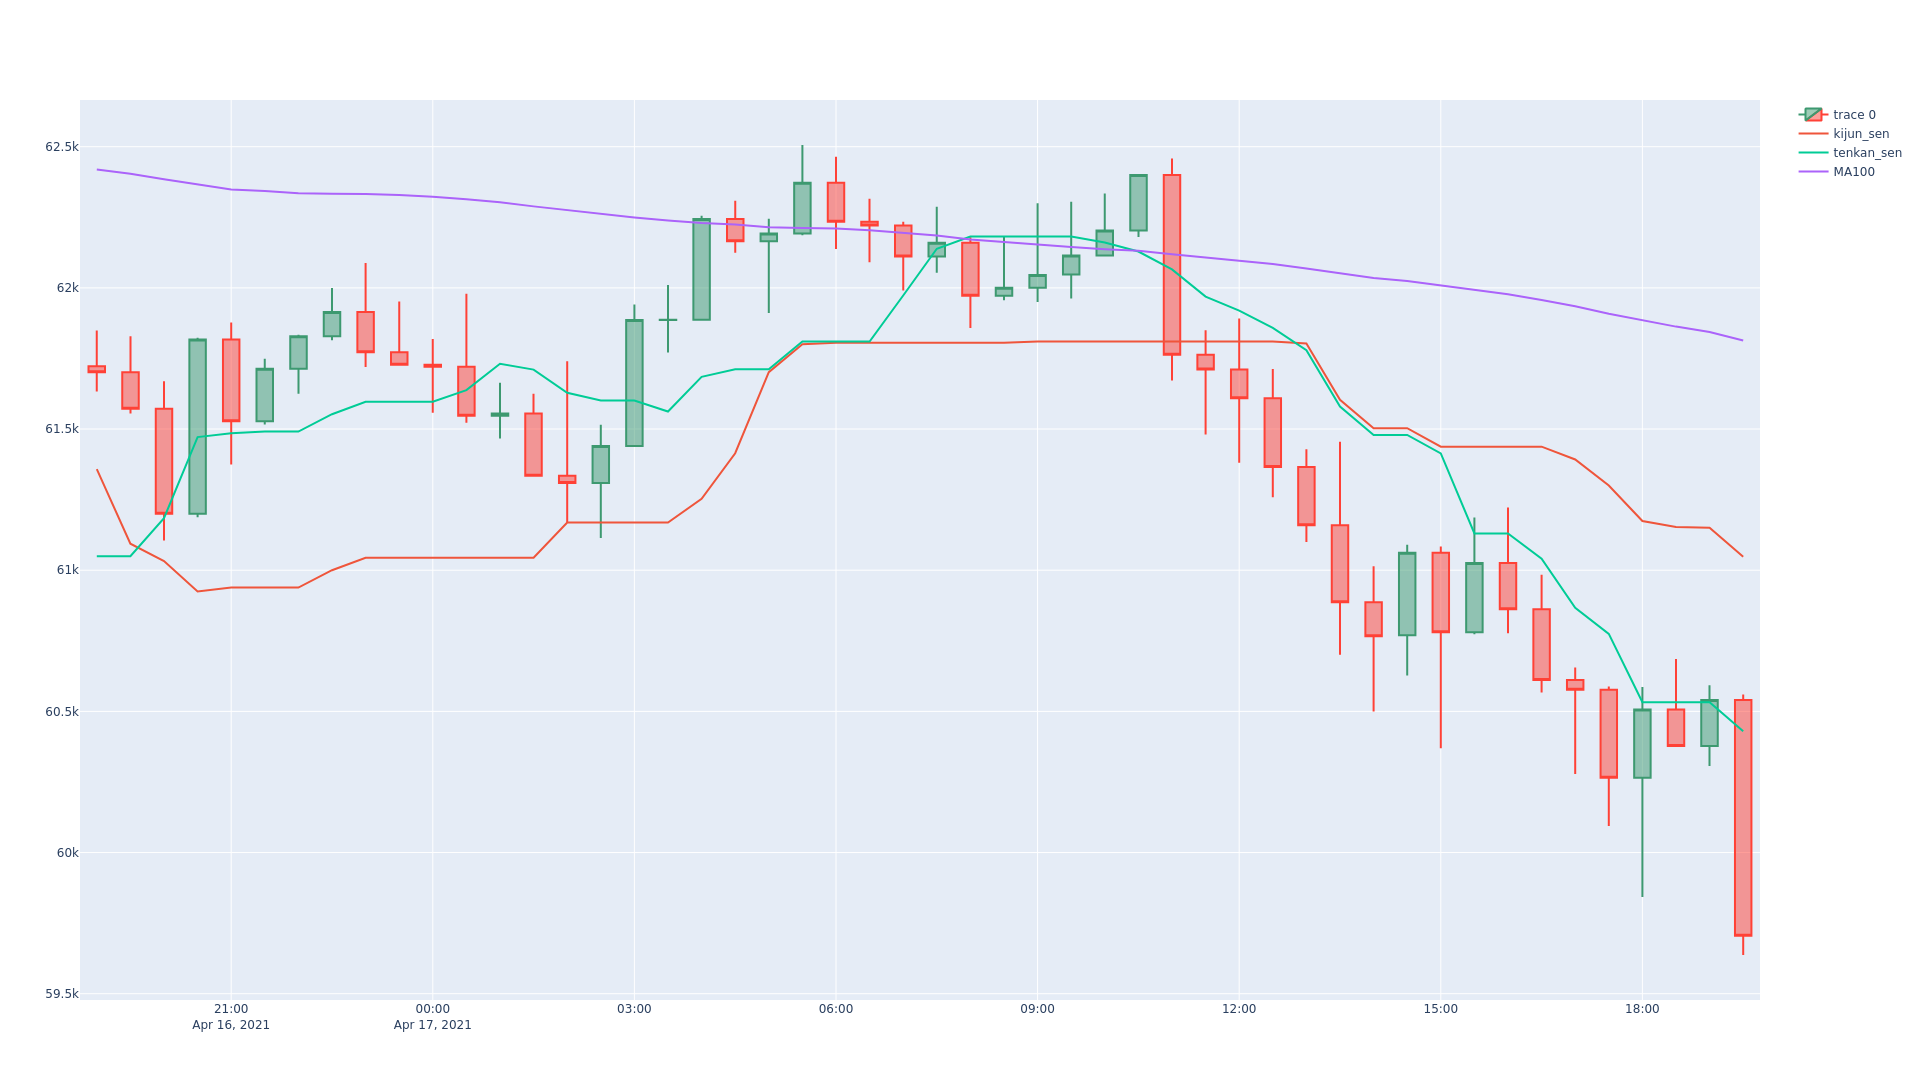 trace 0
kijun_sen
tenkan_sen
MA100
62.5k
62k
61.5k
61k
60.5k
60k
59.5k
21:00 00:00 03:00 06:00 09:00 12:00 15:00 18:00
Apr 16, 2021 Apr 17, 2021